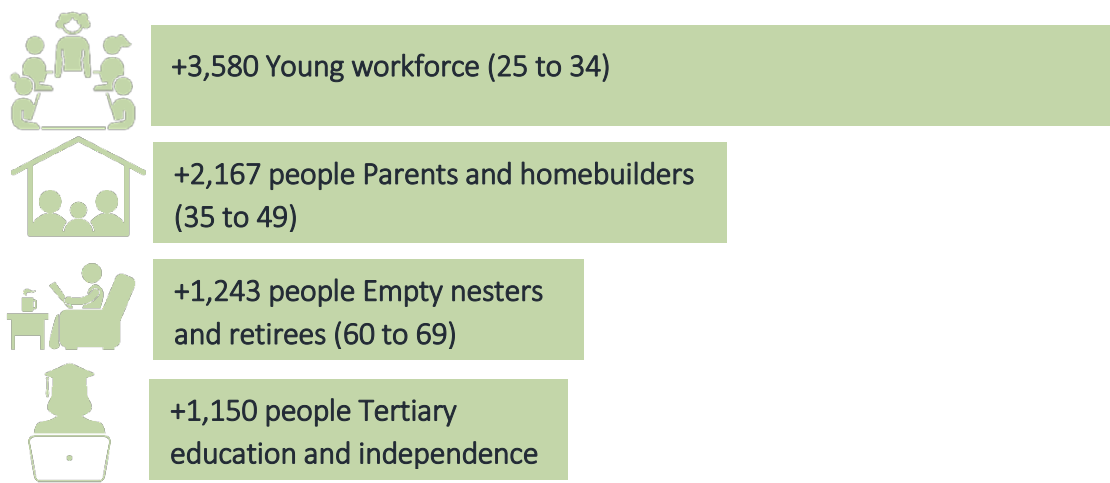 +3,580 Young workforce (25 to 34)
+2,167 people Parents and homebuilders
(35 to 49)
+1,243 people Empty nesters
and retirees (60 to 69)
+1,150 people Tertiary
education and independence